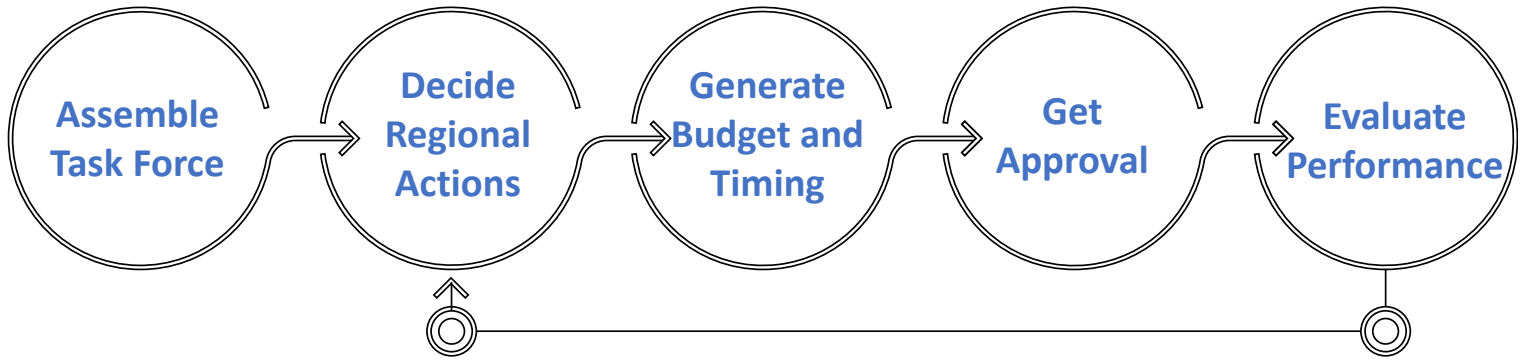 Assemble
Task Force
Decide
Regional
Actions
Generate
Budget and
Timing
Get
Approval
Evaluate
Performance